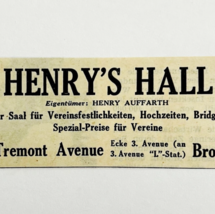 HENRY'S HALL
Eigentümer: HENRY AUFFARTH
r Saal für Vereinsfestlichkeiten, Hochzeiten, Bridg
Spezial-Preise für Vereine
Tremont Avenue Ecke 3. Avenue (an Bro
3. Avenue "L"-Stat.)